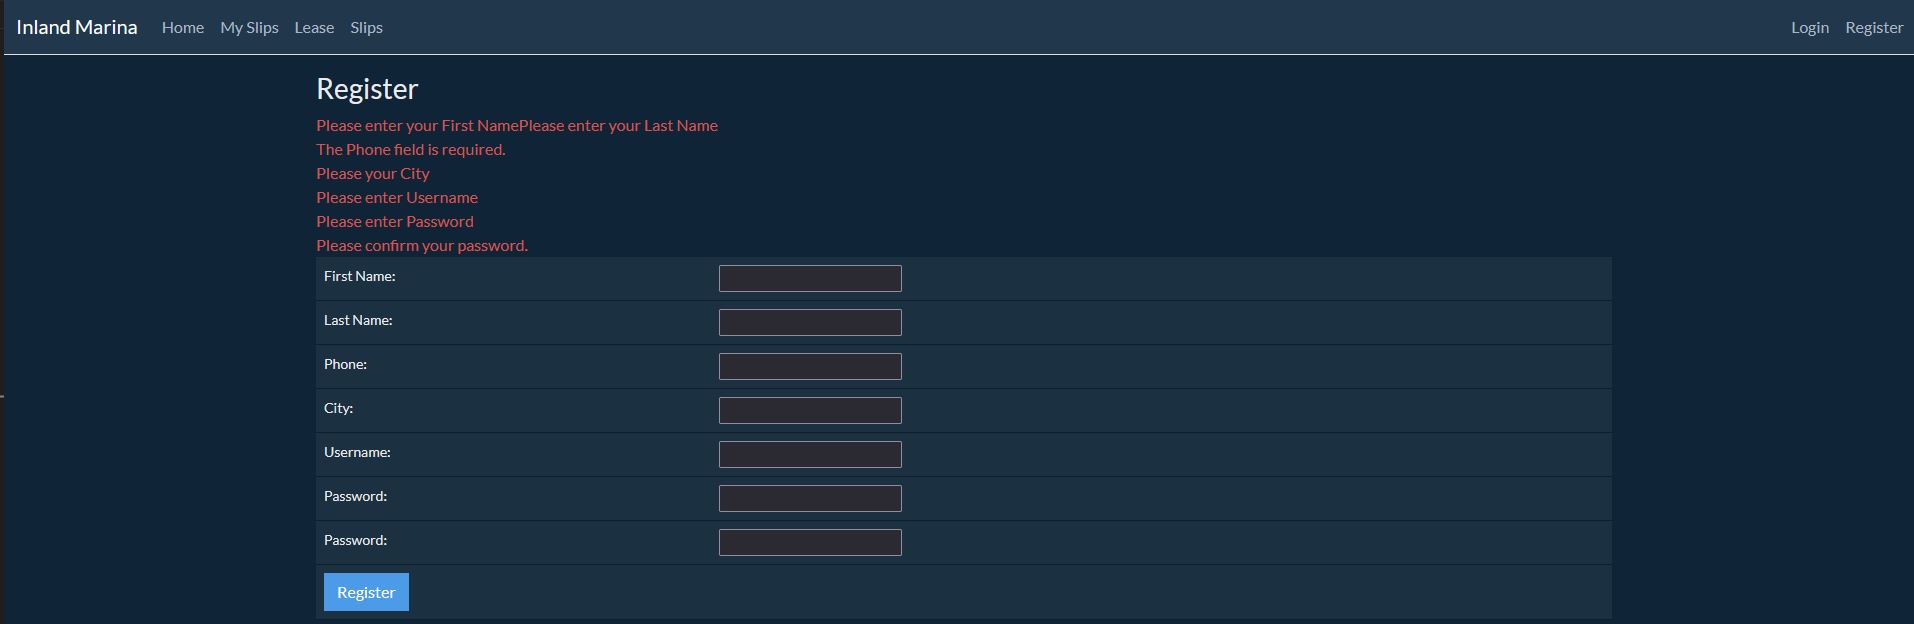 Inland Marina Home My Slips Lease Slips Login Register
Register
Please enter your First NamePlease enter your Last Name
The Phone field is required.
Please your City
Please enter Username
Please enter Password
Please confirm your password.
First Name:
Last Name:
Phone:
City:
Username:
Password:
Password:
Register